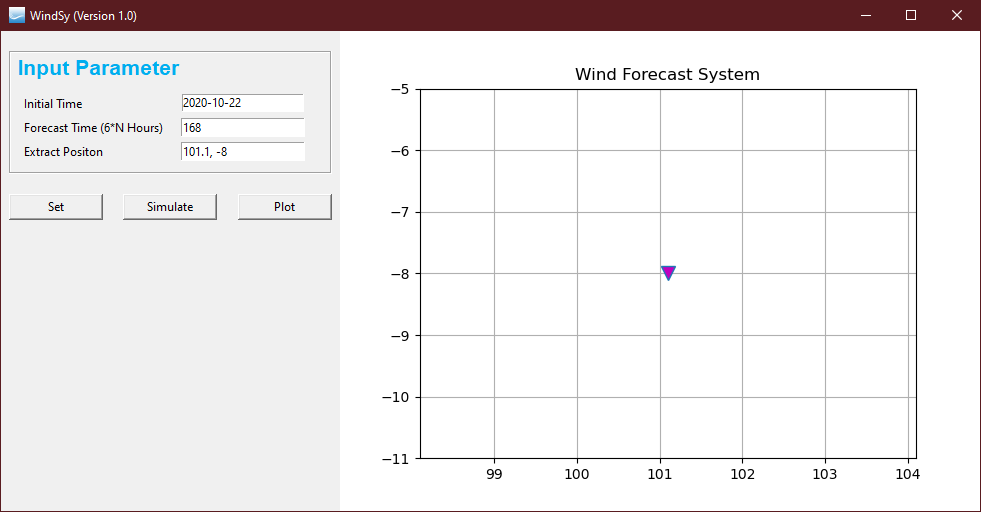 WindSy (Version 1.0)
Input Parameter
Initial Time 2020-10-22
Forecast Time (6*N Hours) 168
Extract Positon 101.1, -8
Set Simulate Plot
Wind Forecast System
−5
−6
−7
−8
−9
−10
−11
99 100 101 102 103 104